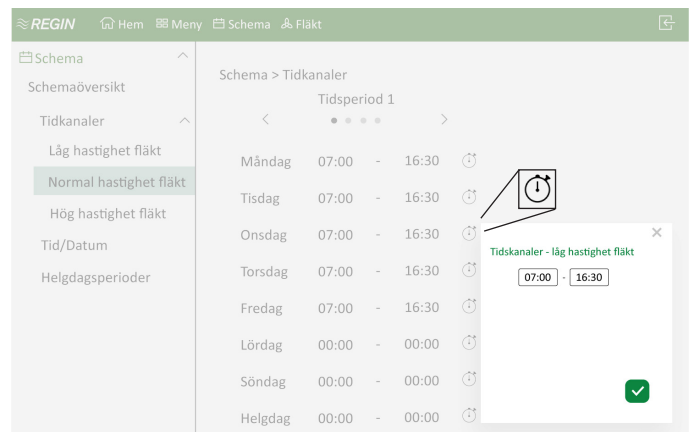 REGIN Hem Meny Schema Fläkt
Schema
Schemaöversikt
Tidkanaler
Låg hastighet fläkt
Normal hastighet fläkt
Hög hastighet fläkt
Tid/Datum
Helgdagsperioder
Schema > Tidkanaler
Tidsperiod 1
Måndag 07:00 - 16:30
Tisdag 07:00 - 16:30
Onsdag 07:00 - 16:30
Torsdag 07:00 - 16:30
Fredag 07:00 - 16:30
Lördag 00:00 - 00:00
Söndag 00:00 - 00:00
Helgdag 00:00 - 00:00
Tidskanaler - låg hastighet fläkt
07:00 - 16:30